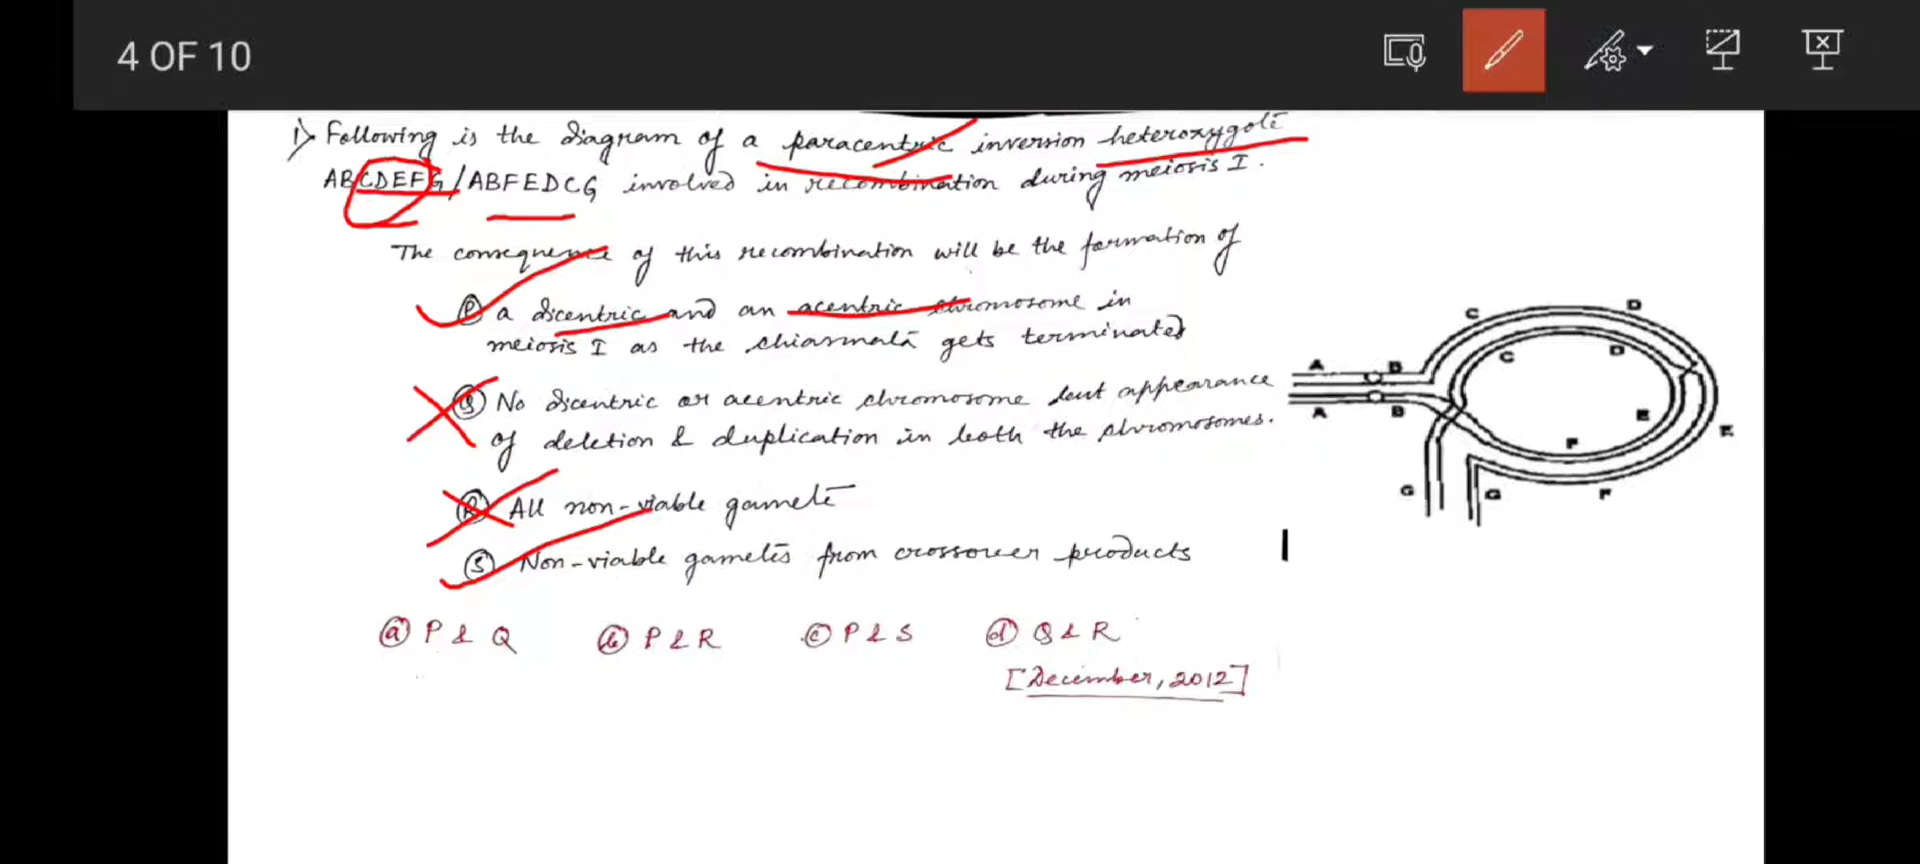 4 OF 10
1) Following is the diagram of a paracentric inversion heterozygote
ABCDEFG/ABFEDCG involved in recombination during meiosis I.
The consequence of this recombination will be the formation of
(P) a dicentric and an acentric chromosome in
meiosis I as the chiasmata gets terminated
(Q) No dicentric or acentric chromosome but appearance
of deletion & duplication in both the chromosomes.
(R) All non-viable gamete
(S) Non-viable gametes from crossover products
(a) P & Q (b) P & R (c) P & S (d) Q & R
[December, 2012]
C D
C D
A B
A B
E E
F
G G F